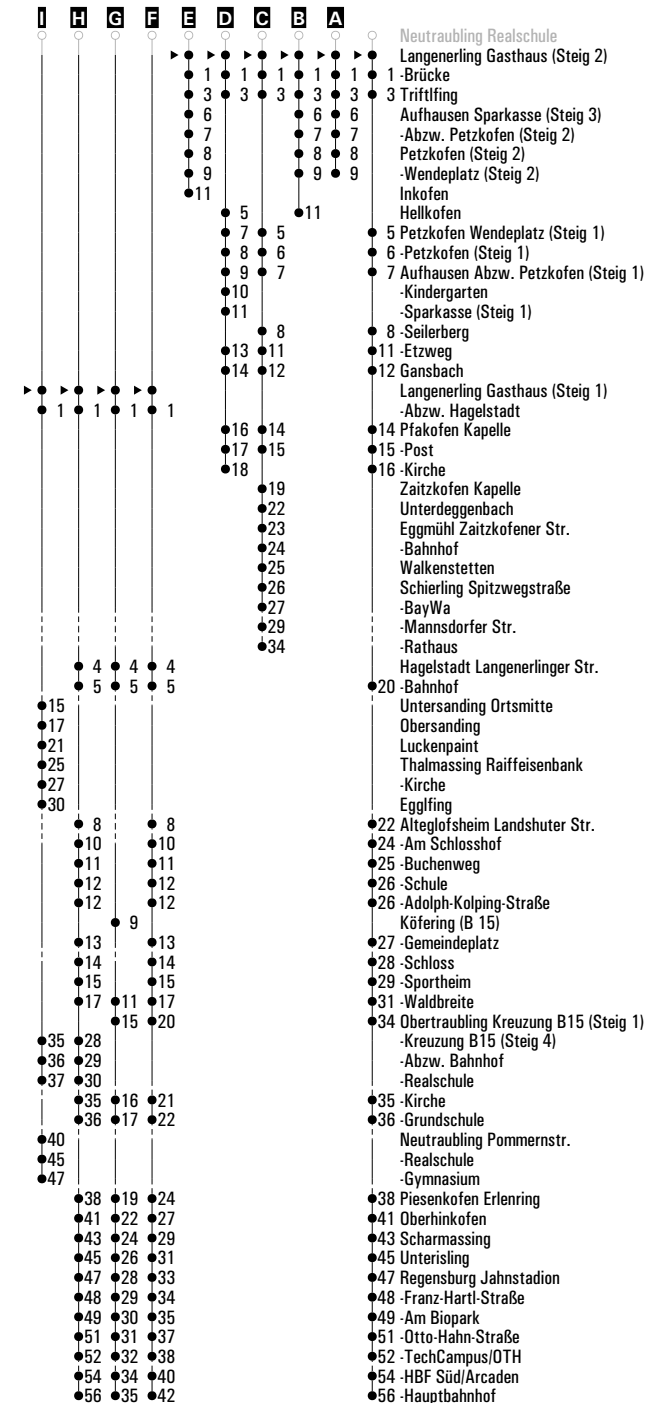 I H G F E D C B A
Neutraubling Realschule
Langenerling Gasthaus (Steig 2)
1 1 1 1 1 1 -Brücke
3 3 3 3 3 3 Triftlfing
6 6 6 Aufhausen Sparkasse (Steig 3)
7 7 7 -Abzw. Petzkofen (Steig 2)
8 8 8 Petzkofen (Steig 2)
9 9 9 -Wendeplatz (Steig 2)
11 Inkofen
5 11 Hellkofen
7 5 5 Petzkofen Wendeplatz (Steig 1)
8 6 6 -Petzkofen (Steig 1)
9 7 7 Aufhausen Abzw. Petzkofen (Steig 1)
10 -Kindergarten
11 -Sparkasse (Steig 1)
8 8 -Seilerberg
13 11 11 -Etzweg
14 12 12 Gansbach
Langenerling Gasthaus (Steig 1)
1 1 1 1 -Abzw. Hagelstadt
16 14 14 Pfakofen Kapelle
17 15 15 -Post
18 16 -Kirche
19 Zaitzkofen Kapelle
22 Unterdeggenbach
23 Eggmühl Zaitzkofener Str.
24 -Bahnhof
25 Walkenstetten
26 Schierling Spitzwegstraße
27 -BayWa
29 -Mannsdorfer Str.
34 -Rathaus
4 4 4 Hagelstadt Langenerlinger Str.
5 5 5 20 -Bahnhof
15 Untersanding Ortsmitte
17 Obersanding
21 Luckenpaint
25 Thalmassing Raiffeisenbank
27 -Kirche
30 Egglfing
8 8 22 Alteglofsheim Landshuter Str.
10 10 24 -Am Schlosshof
11 11 25 -Buchenweg
12 12 26 -Schule
12 12 26 -Adolph-Kolping-Straße
9 Köfering (B 15)
13 13 27 -Gemeindeplatz
14 14 28 -Schloss
15 15 29 -Sportheim
17 11 17 31 -Waldbreite
15 20 34 Obertraubling Kreuzung B15 (Steig 1)
35 28 -Kreuzung B15 (Steig 4)
36 29 -Abzw. Bahnhof
37 30 -Realschule
35 16 21 35 -Kirche
36 17 22 36 -Grundschule
40 Neutraubling Pommernstr.
45 -Realschule
47 -Gymnasium
38 19 24 38 Piesenkofen Erlenring
41 22 27 41 Oberhinkofen
43 24 29 43 Scharmassing
45 26 31 45 Unterisling
47 28 33 47 Regensburg Jahnstadion
48 29 34 48 -Franz-Hartl-Straße
49 30 35 49 -Am Biopark
51 31 37 51 -Otto-Hahn-Straße
52 32 38 52 -TechCampus/OTH
54 34 40 54 -HBF Süd/Arcaden
56 35 42 56 -Hauptbahnhof